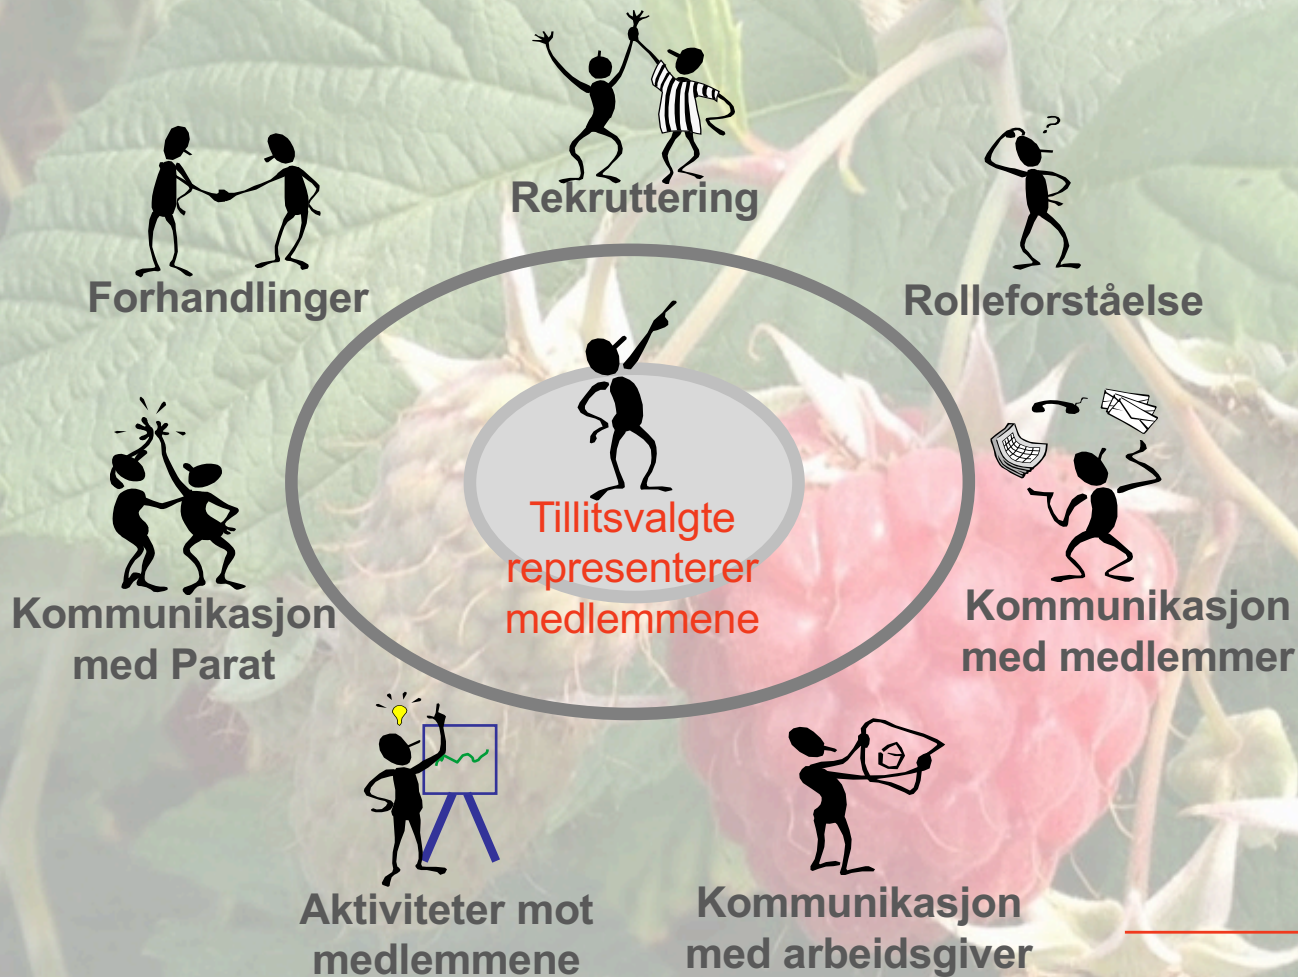 Rekruttering
Forhandlinger
Rolleforståelse
?
Tillitsvalgte
representerer
medlemmene
Kommunikasjon
med Parat
Kommunikasjon
med medlemmer
Aktiviteter mot
medlemmene
Kommunikasjon
med arbeidsgiver